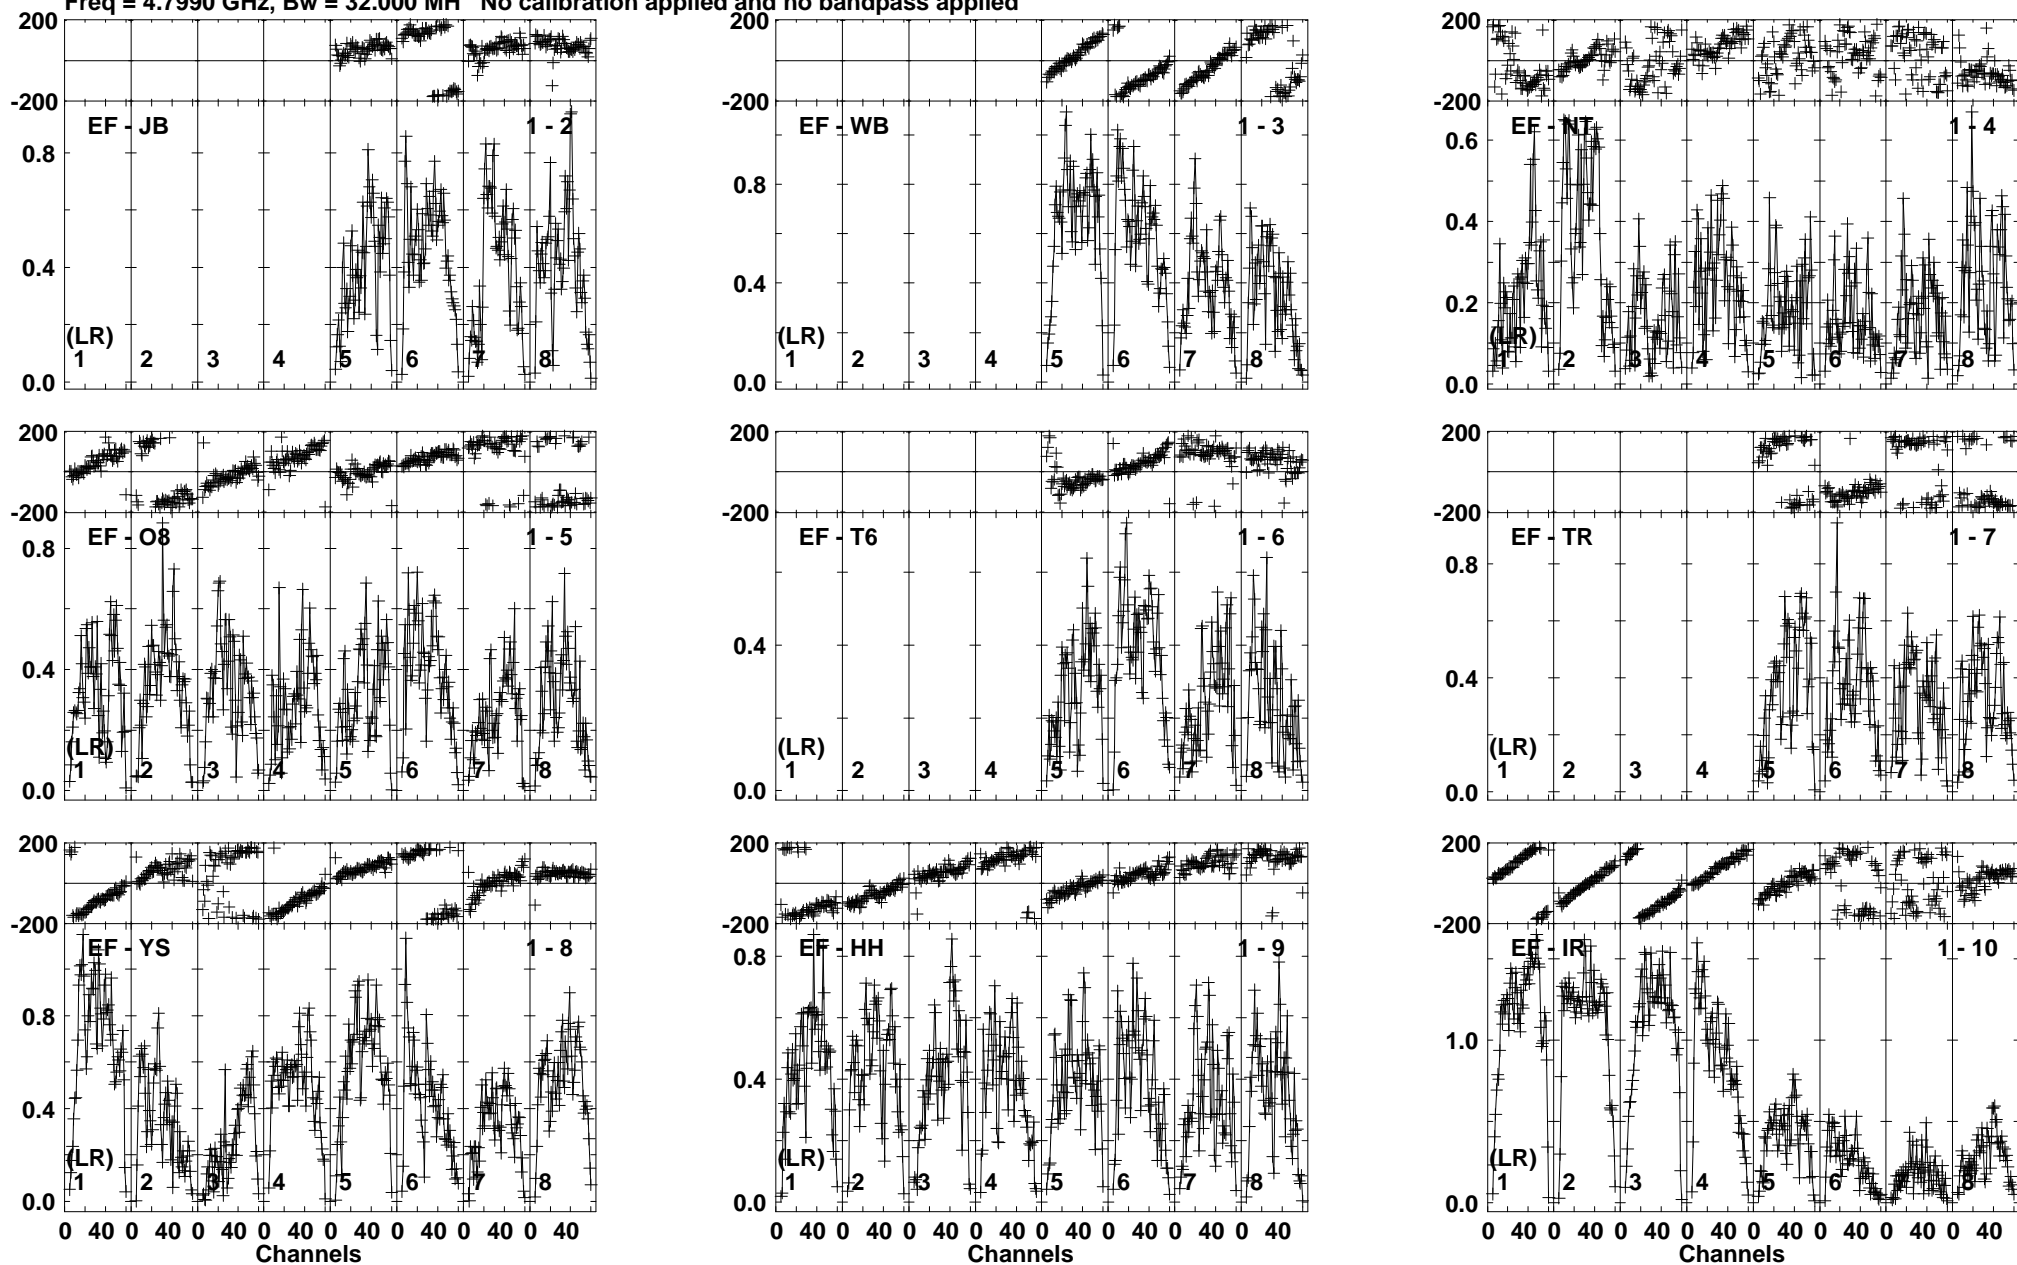 Freq = 4.7990 GHz, Bw = 32.000 MH No calibration applied and no bandpass applied
200
-200
EF - JB
1 - 2
0.8
0.4
(LR)
1 2 3 4 5 6 7 8
0.0
200
-200
EF - WB
1 - 3
0.8
0.4
(LR)
1 2 3 4 5 6 7 8
0.0
200
-200
EF - NT
1 - 4
0.6
0.4
0.2
(LR)
1 2 3 4 5 6 7 8
0.0
200
-200
EF - O8
1 - 5
0.8
0.4
(LR)
1 2 3 4 5 6 7 8
0.0
200
-200
EF - T6
1 - 6
0.4
(LR)
1 2 3 4 5 6 7 8
0.0
200
-200
EF - TR
1 - 7
0.8
0.4
(LR)
1 2 3 4 5 6 7 8
0.0
200
-200
EF - YS
1 - 8
0.8
0.4
(LR)
1 2 3 4 5 6 7 8
0.0
0 40 0 40 0 40 0 40 0 40 0 40 0 40 0 40
Channels
200
-200
EF - HH
1 - 9
0.8
0.4
(LR)
1 2 3 4 5 6 7 8
0.0
0 40 0 40 0 40 0 40 0 40 0 40 0 40 0 40
Channels
200
-200
EF - IR
1 - 10
1.0
(LR)
1 2 3 4 5 6 7 8
0.0
0 40 0 40 0 40 0 40 0 40 0 40 0 40 0 40
Channels